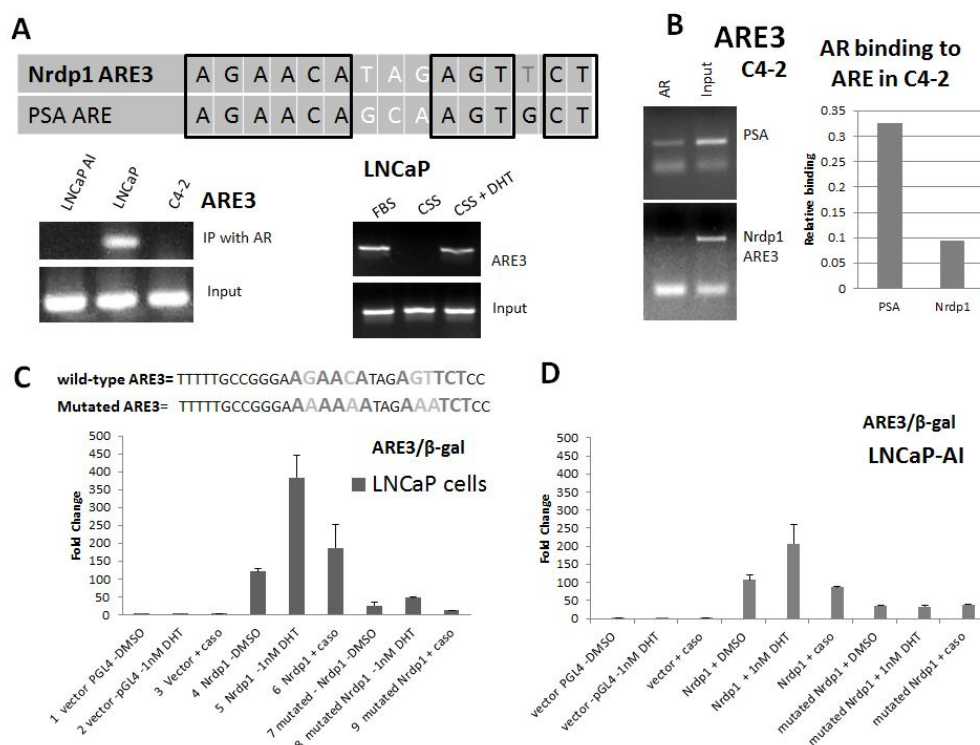 A
Nrdp1 ARE3 A G A A C A T A G A G T T C T
PSA ARE A G A A C A G C A A G T G C T
LNCaP AI
LNCaP
C4-2
ARE3
IP with AR
Input
LNCaP
FBS
CSS
CSS + DHT
ARE3
Input
B
ARE3
C4-2
AR
Input
PSA
Nrdp1
ARE3
AR binding to
ARE in C4-2
Relative binding
0.35
0.3
0.25
0.2
0.15
0.1
0.05
0
PSA
Nrdp1
C
wild-type ARE3= TTTTTGCCGGGAAGAACATAGAGTTCTCC
Mutated ARE3= TTTTTGCCGGGAAAAAAATAGAAATCTCC
ARE3/β-gal
LNCaP cells
Fold Change
500
450
400
350
300
250
200
150
100
50
0
1 vector PGL4 -DMSO
2 vector -pGL4 -1nM DHT
3 Vector + caso
4 Nrdp1 -DMSO
5 Nrdp1 -1nM DHT
6 Nrdp1 + caso
7 mutated - Nrdp1 -DMSO
8 mutated Nrdp1 -1nM DHT
9 mutated Nrdp1 + caso
D
ARE3/β-gal
LNCaP-AI
Fold Change
500
450
400
350
300
250
200
150
100
50
0
vector PGL4 -DMSO
vector -pGL4 -1nM DHT
vector + caso
Nrdp1 + DMSO
Nrdp1 + 1nM DHT
Nrdp1 + caso
mutated Nrdp1 + DMSO
mutated Nrdp1 + 1nM DHT
mutated Nrdp1 + caso